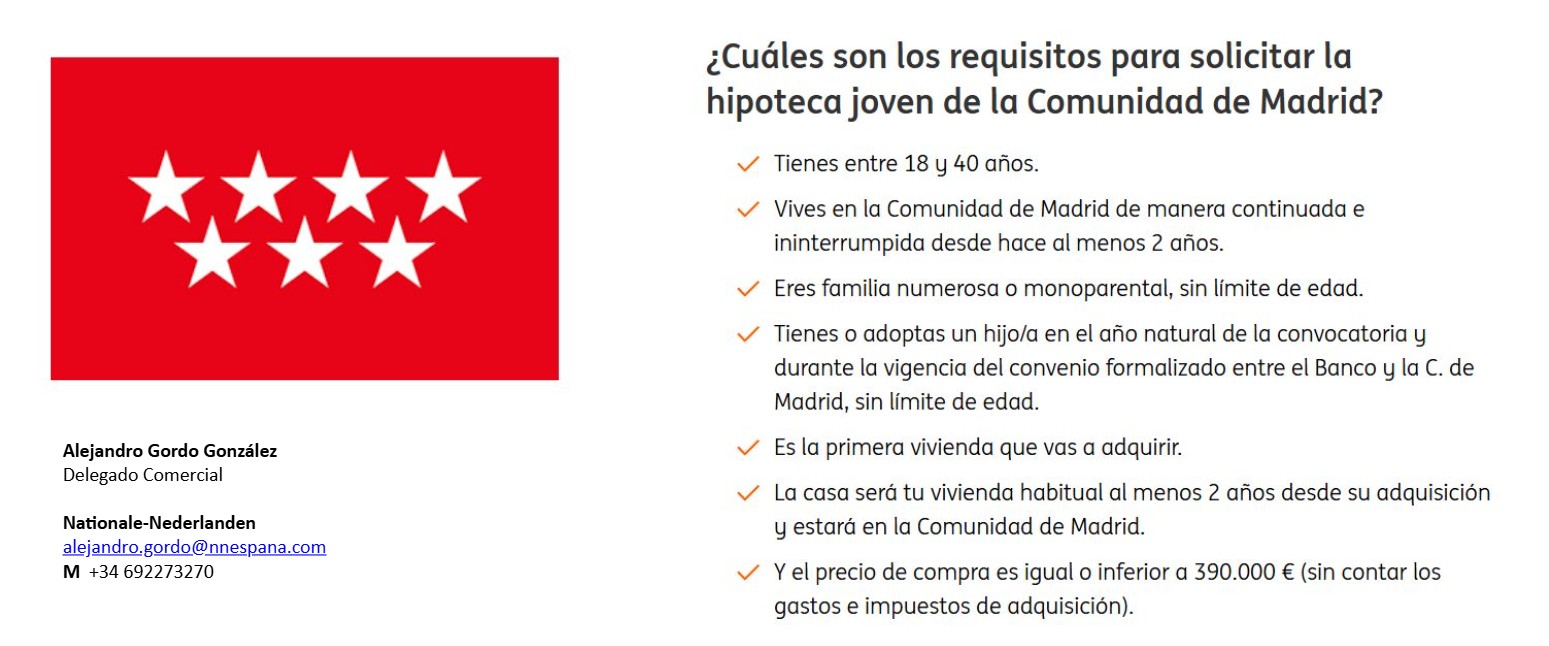 ¿Cuáles son los requisitos para solicitar la
hipoteca joven de la Comunidad de Madrid?
Tienes entre 18 y 40 años.
Vives en la Comunidad de Madrid de manera continuada e
ininterrumpida desde hace al menos 2 años.
Eres familia numerosa o monoparental, sin límite de edad.
Tienes o adoptas un hijo/a en el año natural de la convocatoria y
durante la vigencia del convenio formalizado entre el Banco y la C. de
Madrid, sin límite de edad.
Es la primera vivienda que vas a adquirir.
La casa será tu vivienda habitual al menos 2 años desde su adquisición
y estará en la Comunidad de Madrid.
Y el precio de compra es igual o inferior a 390.000 € (sin contar los
gastos e impuestos de adquisición).
Alejandro Gordo González
Delegado Comercial
Nationale-Nederlanden
alejandro.gordo@nnespana.com
M +34 692273270